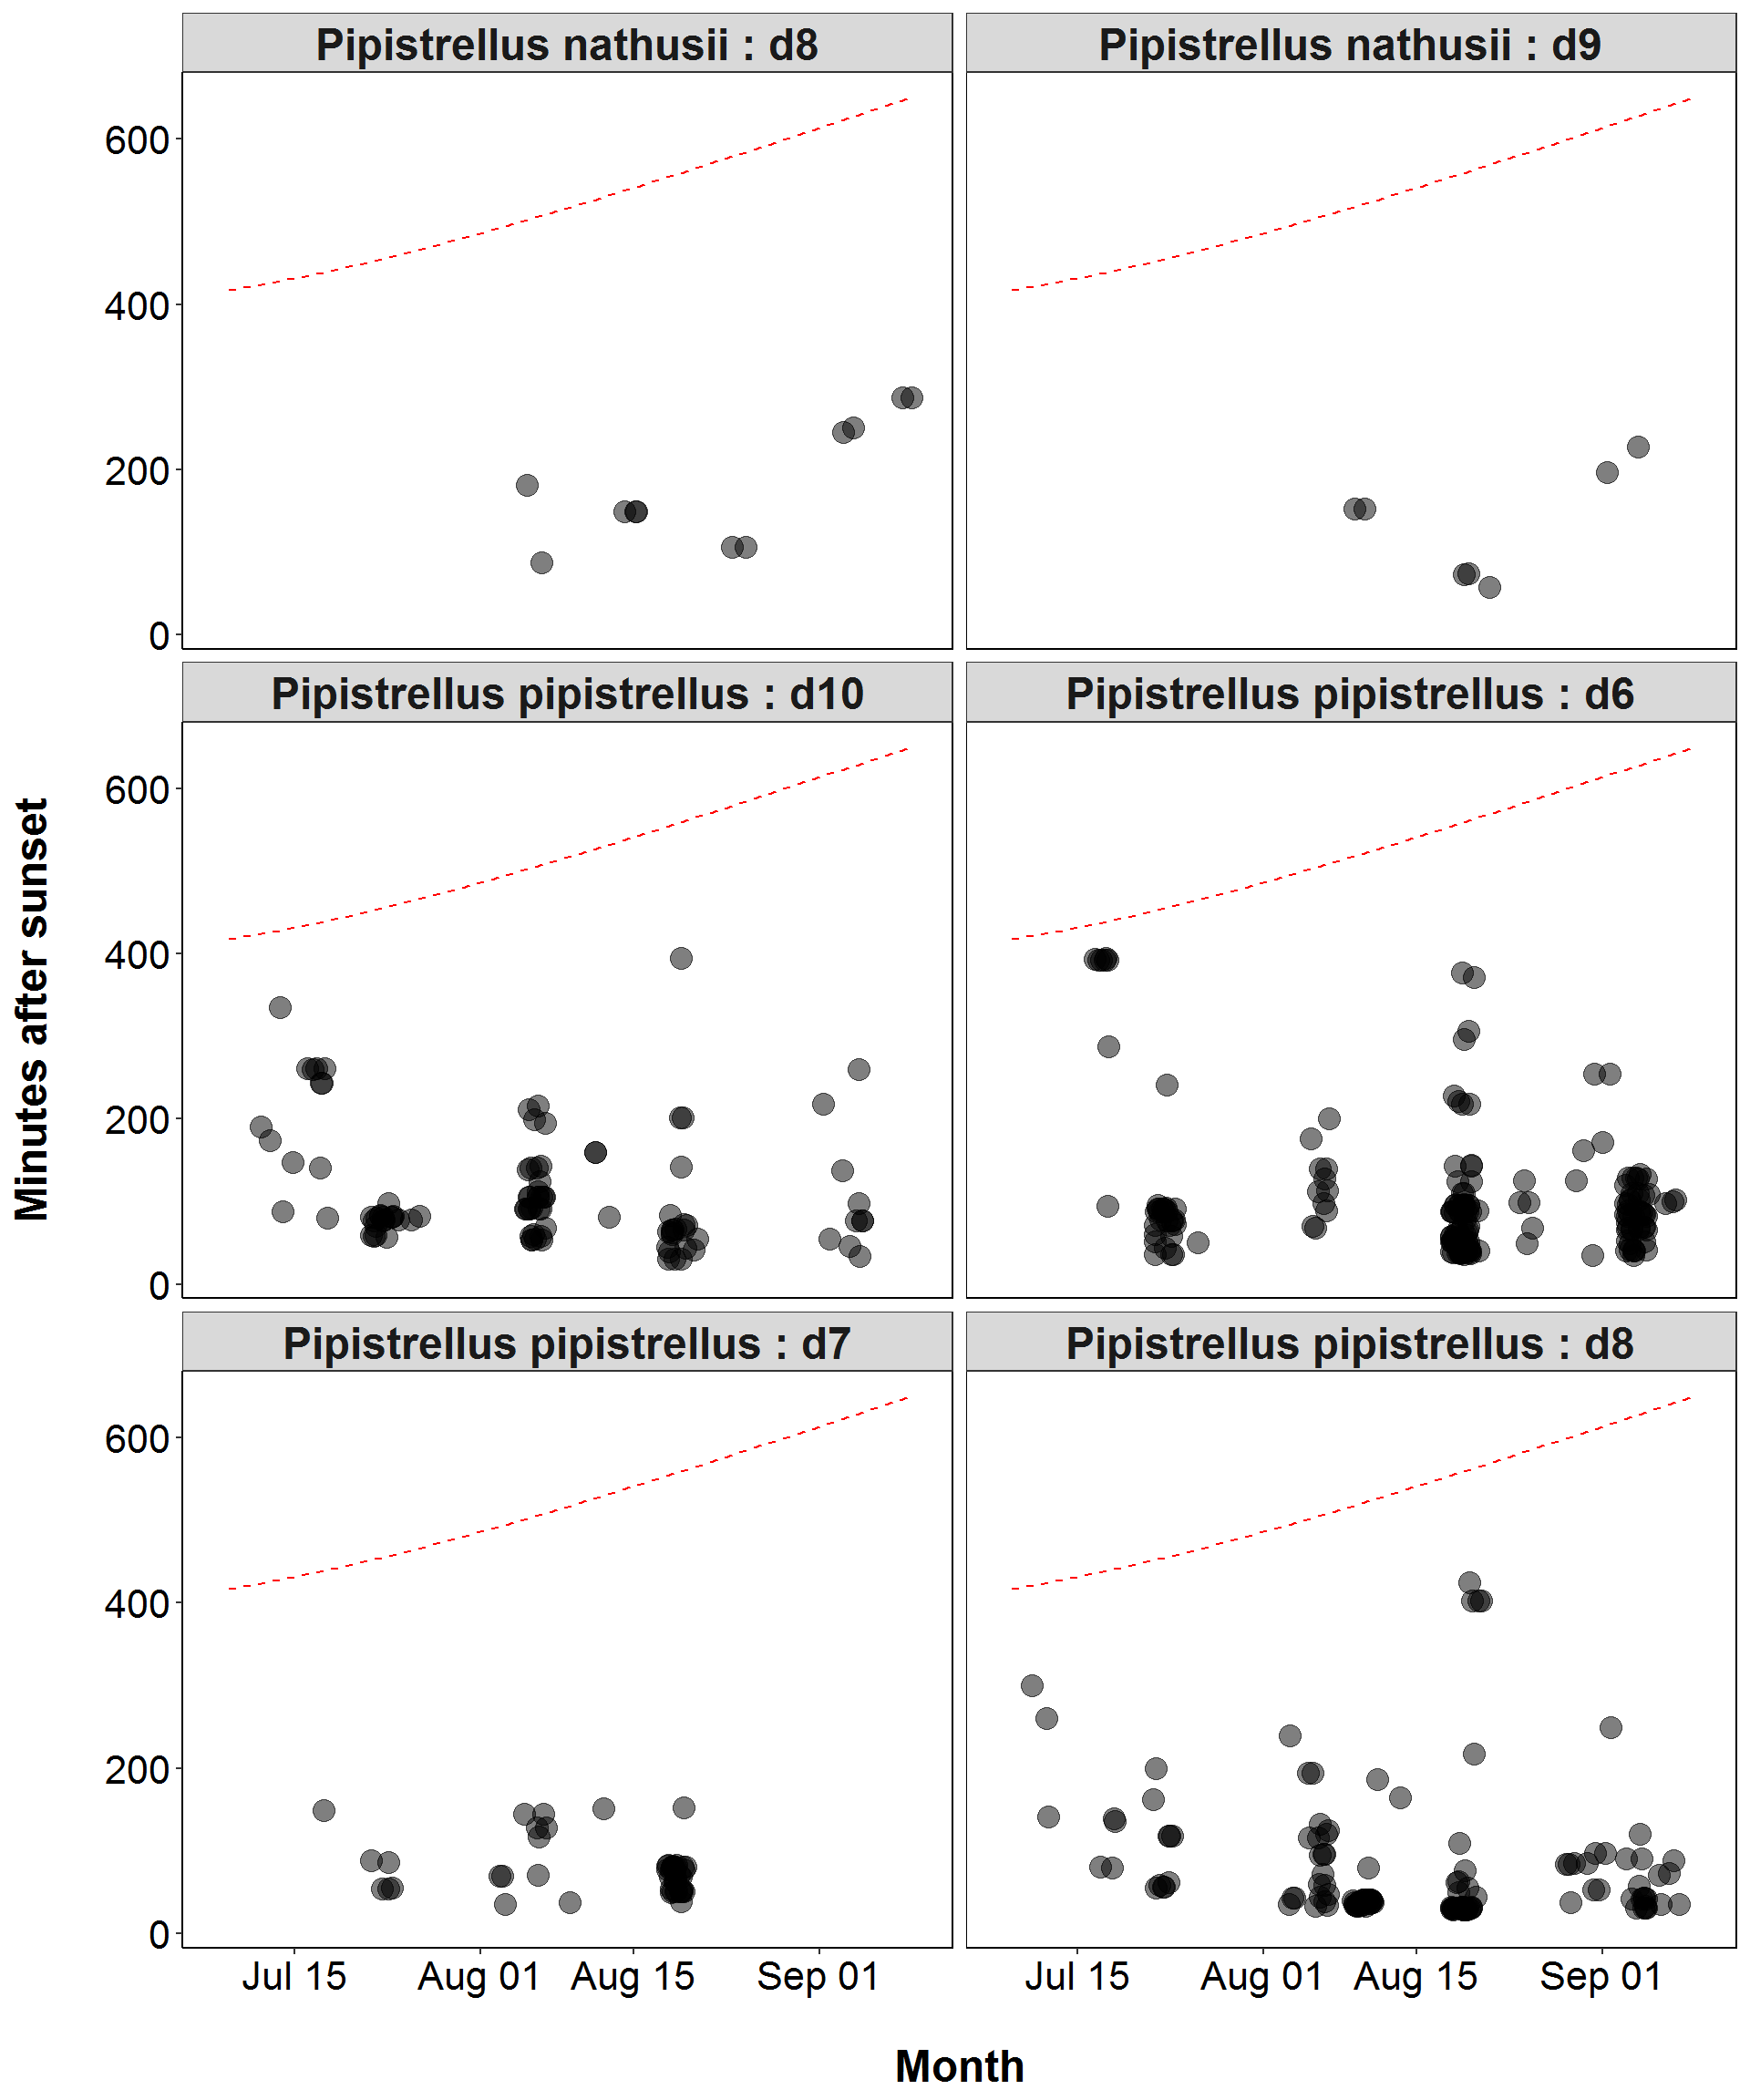 Pipistrellus nathusii : d8
Pipistrellus nathusii : d9
600
400
200
0
Pipistrellus pipistrellus : d10
Pipistrellus pipistrellus : d6
600
400
200
0
Pipistrellus pipistrellus : d7
Pipistrellus pipistrellus : d8
600
400
200
0
Minutes after sunset
Jul 15 Aug 01 Aug 15 Sep 01
Jul 15 Aug 01 Aug 15 Sep 01
Month